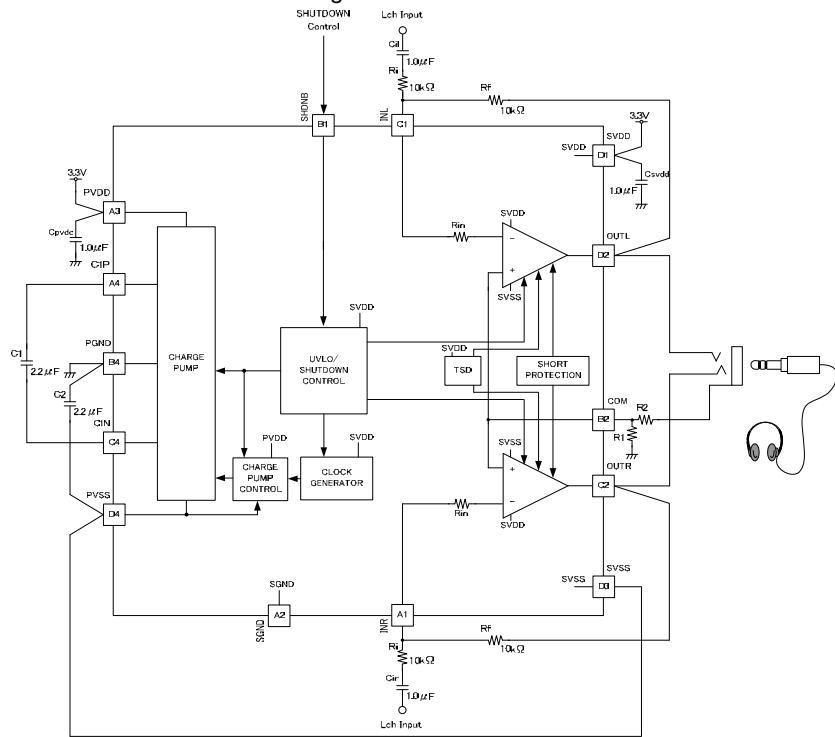 SHUTDOWN
Control
Lch Input
Cil
1.0μF
Ri
10kΩ
Rf
10kΩ
SHDNB
B1
INL
C1
3.3V
SVDD
SVDD
D1
Csvdd
1.0μF
3.3V
PVDD
A3
Cpvdd
1.0μF
C1P
A4
Rin
SVDD
-
+
SVSS
OUTL
D2
PGND
B4
C1
2.2μF
C2
2.2μF
CHARGE
PUMP
SVDD
UVLO/
SHUTDOWN
CONTROL
SVDD
TSD
SHORT
PROTECTION
COM
B2
R2
R1
C1N
C4
PVDD
SVDD
CHARGE
PUMP
CONTROL
CLOCK
GENERATOR
SVSS
+
-
SVDD
Rin
OUTR
C2
PVSS
D4
SVSS
SVSS
D3
SGND
A2
SGND
INR
A1
Ri
10kΩ
Rf
10kΩ
Cir
1.0μF
Lch Input